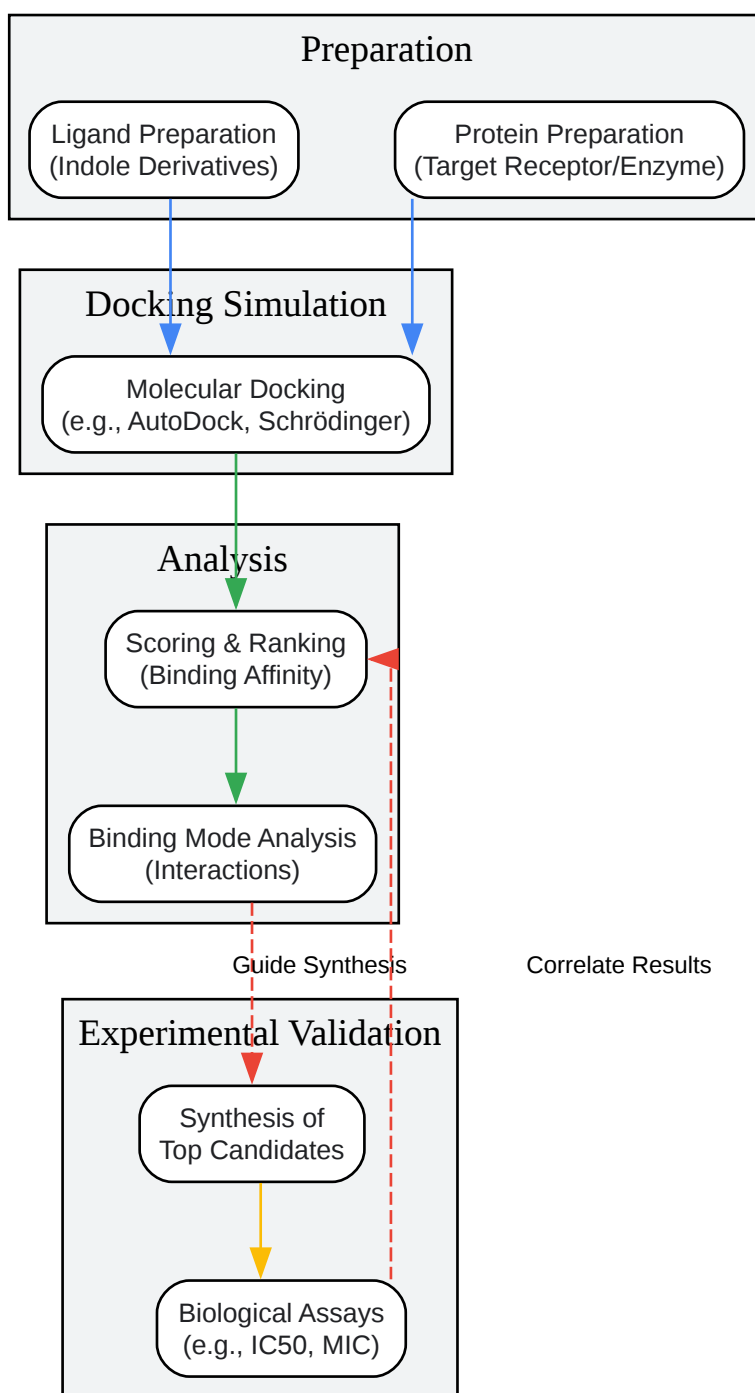 Preparation
Ligand Preparation
(Indole Derivatives)
Protein Preparation
(Target Receptor/Enzyme)
Docking Simulation
Molecular Docking
(e.g., AutoDock, Schrödinger)
Analysis
Scoring & Ranking
(Binding Affinity)
Binding Mode Analysis
(Interactions)
Guide Synthesis
Correlate Results
Experimental Validation
Synthesis of
Top Candidates
Biological Assays
(e.g., IC50, MIC)